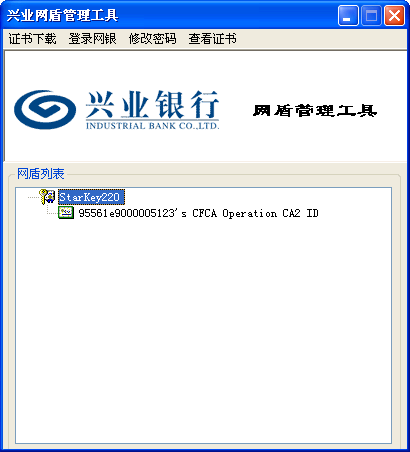 兴业网盾管理工具
证书下载 登录网银 修改密码 查看证书
兴业银行
INDUSTRIAL BANK CO.,LTD.
网盾管理工具
网盾列表
StarKey220
95561e9000005123's CFCA Operation CA2 ID